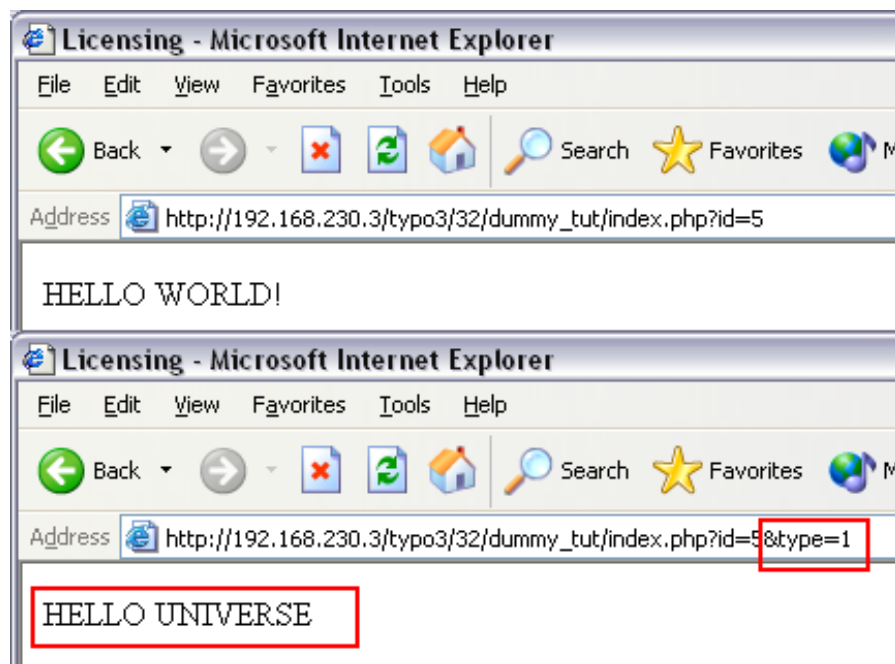 Licensing - Microsoft Internet Explorer
File Edit View Favorites Tools Help
Back Search Favorites
Address http://192.168.230.3/typo3/32/dummy_tut/index.php?id=5
HELLO WORLD!
Licensing - Microsoft Internet Explorer
File Edit View Favorites Tools Help
Back Search Favorites
Address http://192.168.230.3/typo3/32/dummy_tut/index.php?id=5&type=1
HELLO UNIVERSE